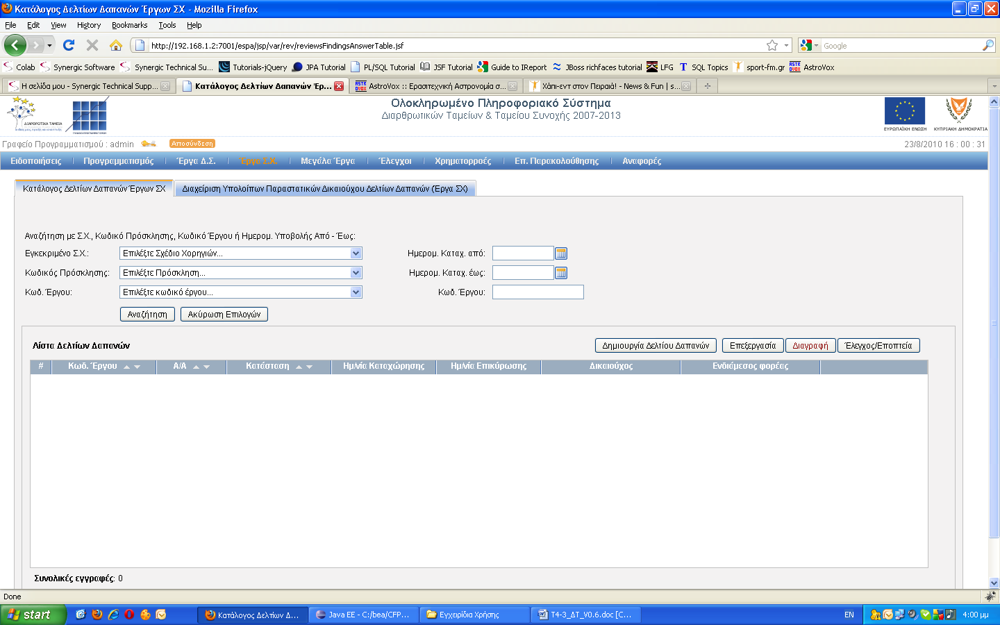 Κατάλογος Δελτίων Δαπανών Έργων ΣΧ - Mozilla Firefox
File Edit View History Bookmarks Tools Help
http://192.168.1.2:7001/espa/jsp/var/rev/reviewsFindingsAnswerTable.jsf Google
Colab Synergic Software Synergic Technical Su... Tutorials-jQuery JPA Tutorial PL/SQL Tutorial JSF Tutorial Guide to IReport JBoss richfaces tutorial LFG SQL Topics sport-fm.gr AstroVox
Η σελίδα μου - Synergic Technical Supp... Κατάλογος Δελτίων Δαπανών Έρ... AstroVox :: Ερασιτεχνική Αστρονομία σ... Χάπι-εντ στον Πειραιά! - News & Fun | s...
Ολοκληρωμένο Πληροφοριακό Σύστημα
Διαρθρωτικών Ταμείων & Ταμείου Συνοχής 2007-2013
ΔΙΑΡΘΡΩΤΙΚΑ ΤΑΜΕΙΑ
ΕΥΡΩΠΑΪΚΗ ΕΝΩΣΗ ΚΥΠΡΙΑΚΗ ΔΗΜΟΚΡΑΤΙΑ
Γραφείο Προγραμματισμού : admin Αποσύνδεση 23/8/2010 16 : 00 : 31
Ειδοποιήσεις Προγραμματισμός Έργα Δ.Σ. Έργα Σ.Χ. Μεγάλα Έργα Έλεγχοι Χρηματορροές Επ. Παρακολούθησης Αναφορές
Κατάλογος Δελτίων Δαπανών Έργων ΣΧ Διαχείριση Υπολοίπων Παραστατικών Δικαιούχου Δελτίων Δαπανών (Εργα ΣΧ)
Αναζήτηση με Σ.Χ., Κωδικό Πρόσκλησης, Κωδικό Έργου ή Ημερομ. Υποβολής Από - Έως:
Εγκεκριμένο Σ.Χ.: Επιλέξτε Σχέδιο Χορηγιών... Ημερομ. Καταχ. από:
Κωδικός Πρόσκλησης: Επιλέξτε Πρόσκληση... Ημερομ. Καταχ. έως:
Κωδ. Έργου: Επιλέξτε κωδικό έργου... Κωδ. Έργου:
Αναζήτηση Ακύρωση Επιλογών
Λίστα Δελτίων Δαπανών Δημιουργία Δελτίου Δαπανών Επεξεργασία Διαγραφή Έλεγχος/Εποπτεία
# Κωδ. Έργου Α/Α Κατάσταση Ημ/νία Καταχώρησης Ημ/νία Επικύρωσης Δικαιούχος Ενδιάμεσος φορέας
Συνολικές εγγραφές: 0
Done
start Κατάλογος Δελτίων Δ... Java EE - C:/bea/CFP... Εγχειρίδια Χρήσης T4-3_ΔΤ_V0.6.doc [C... EN 4:00 μμ